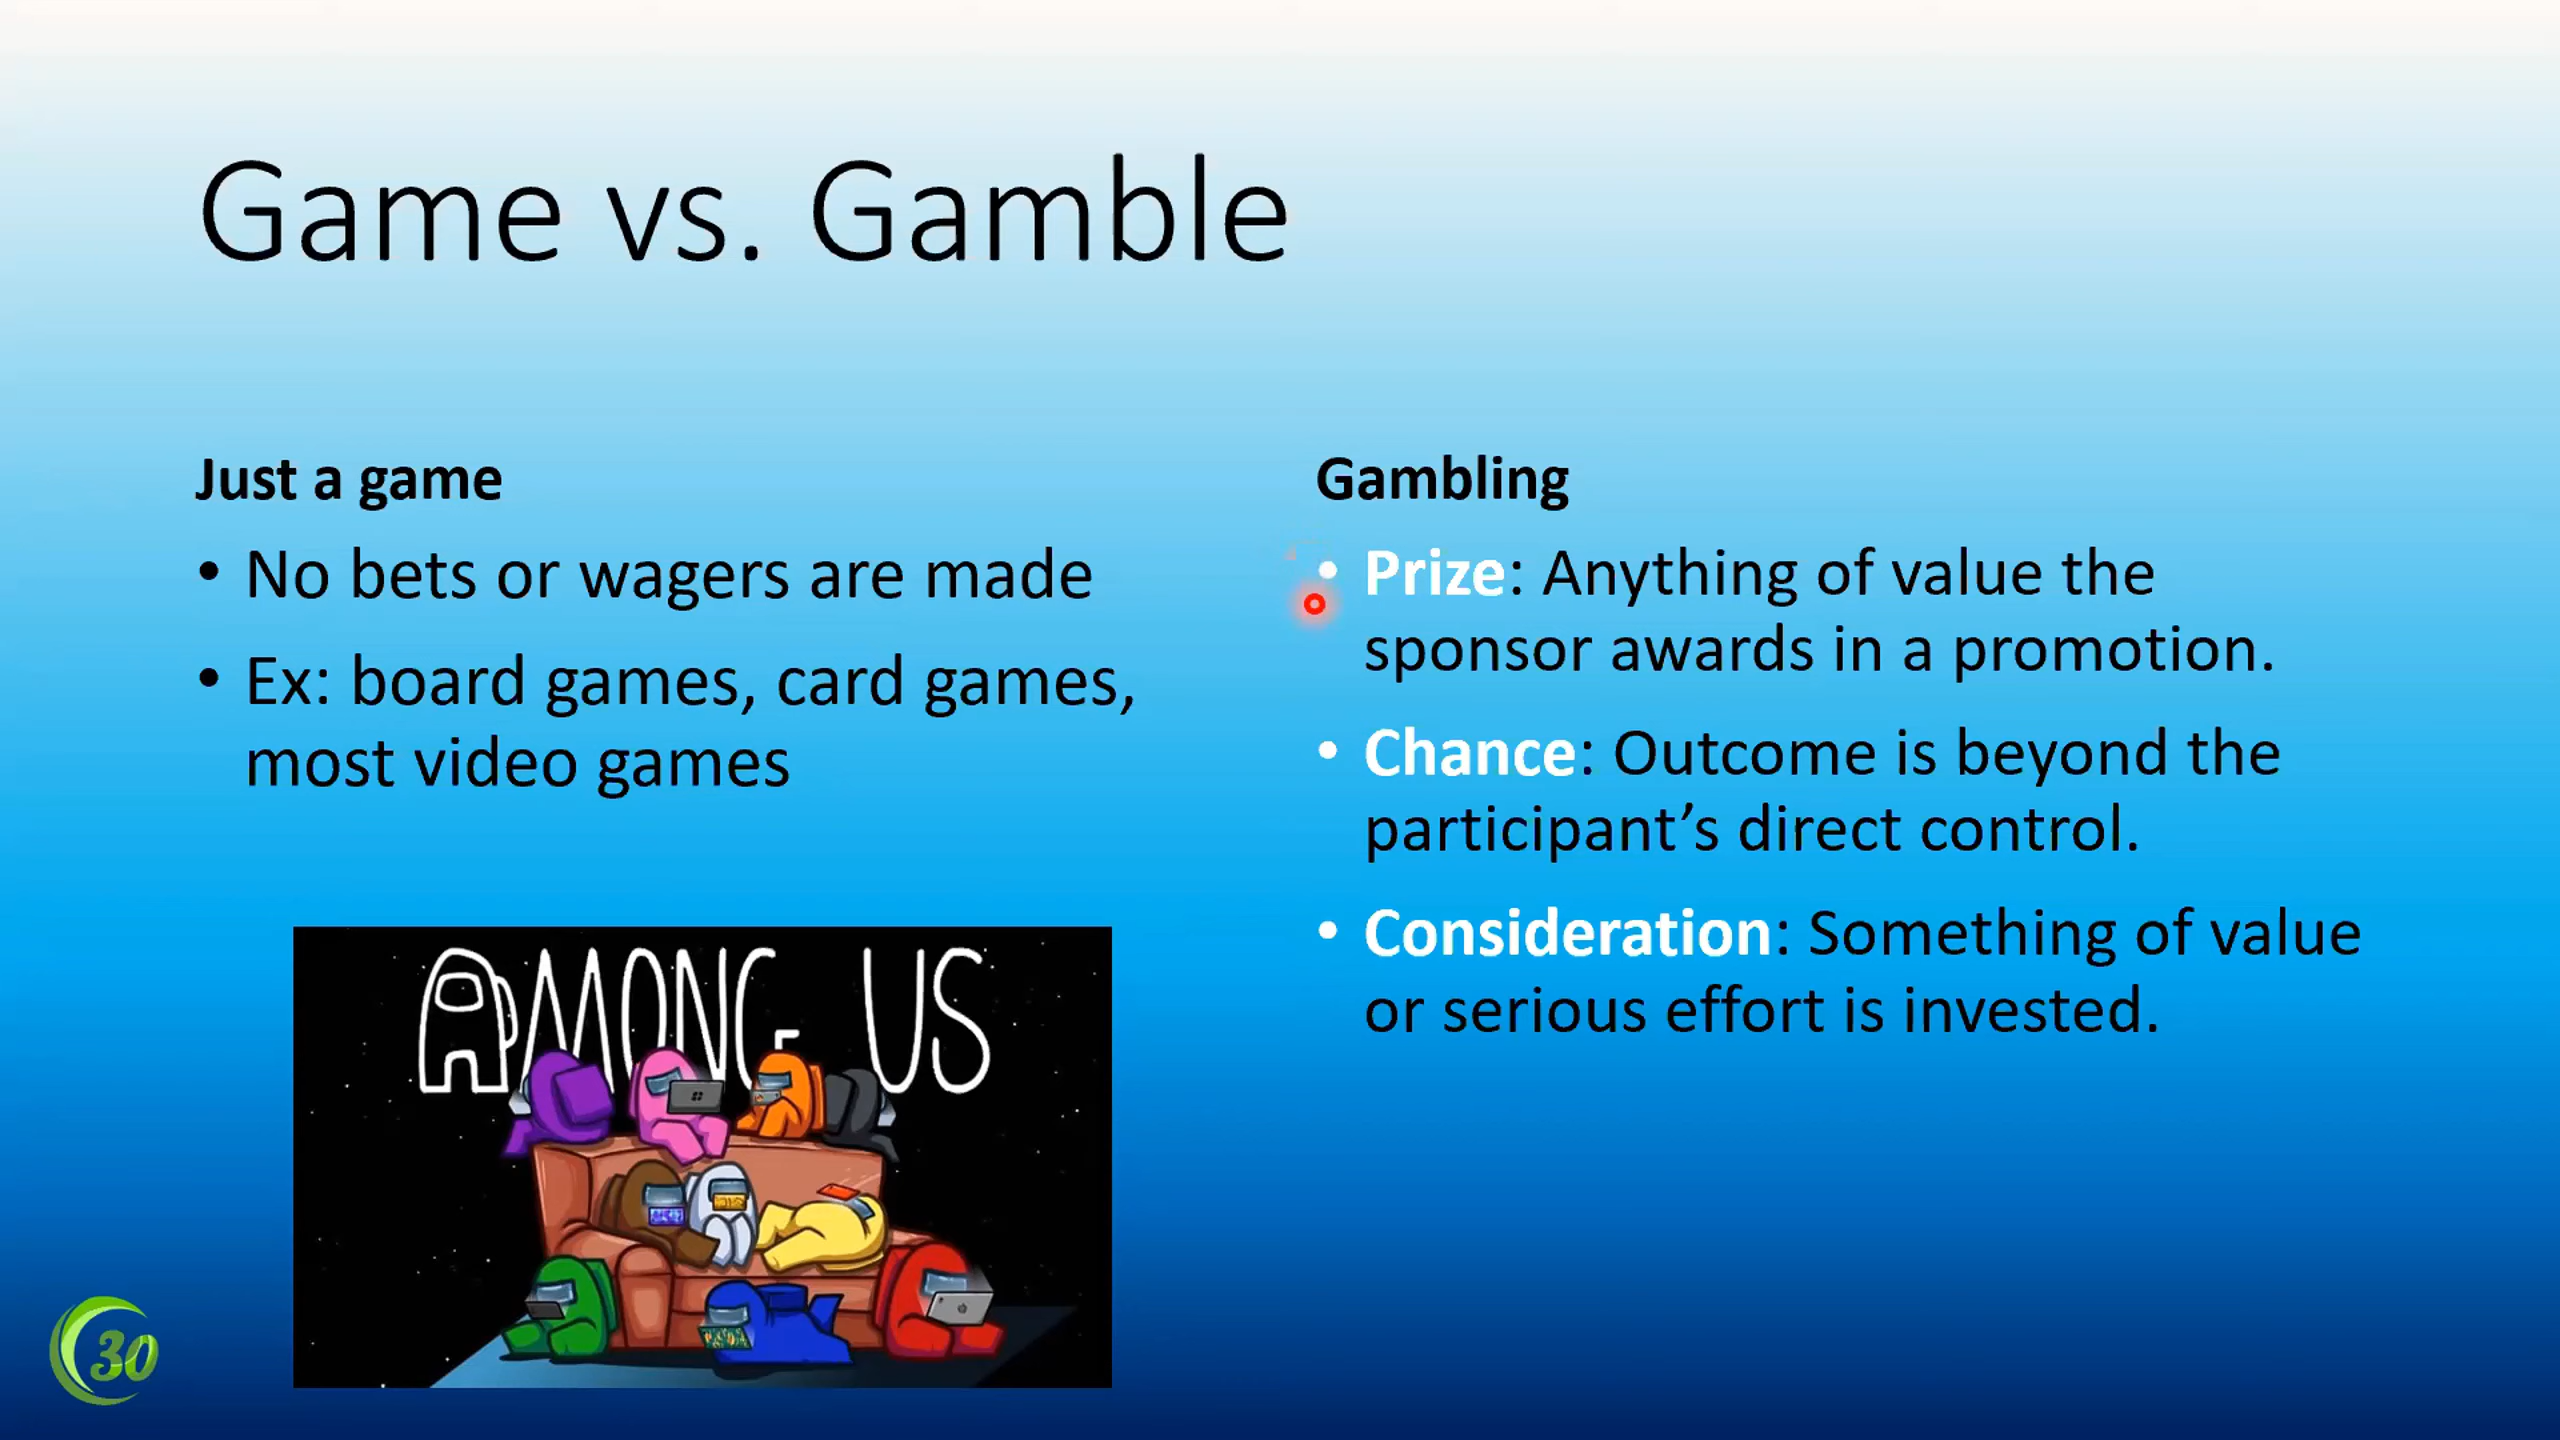 Game vs. Gamble
Just a game
• No bets or wagers are made
• Ex: board games, card games,
most video games
AMONG US
Gambling
• Prize: Anything of value the
sponsor awards in a promotion.
• Chance: Outcome is beyond the
participant’s direct control.
• Consideration: Something of value
or serious effort is invested.
30